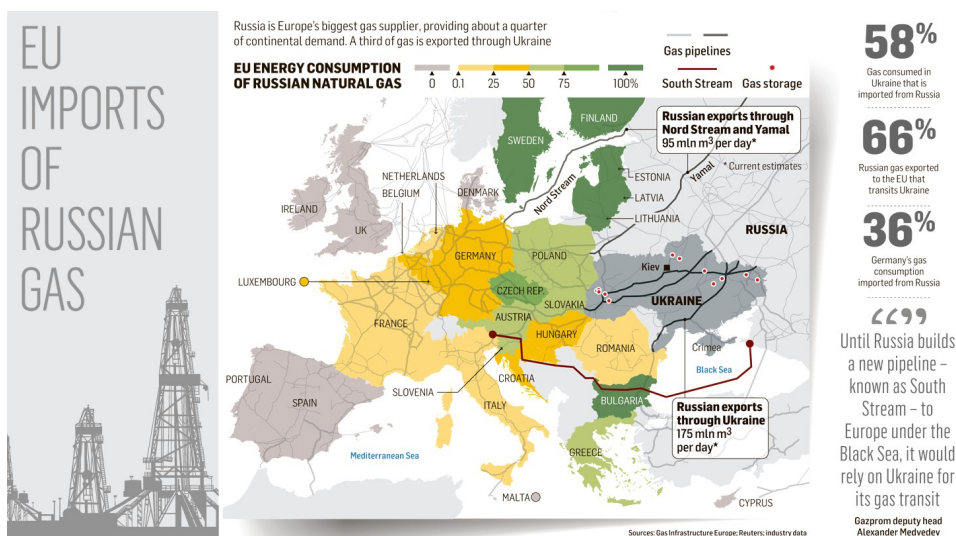 EU
IMPORTS
OF
RUSSIAN
GAS
Russia is Europe's biggest gas supplier, providing about a quarter
of continental demand. A third of gas is exported through Ukraine
EU ENERGY CONSUMPTION
OF RUSSIAN NATURAL GAS
0 0.1 25 50 75 100%
Gas pipelines
South Stream
Gas storage
Russian exports through
Nord Stream and Yamal
95 mln m³ per day*
* Current estimates
FINLAND
SWEDEN
ESTONIA
LATVIA
LITHUANIA
Nord Stream
Yamal
RUSSIA
NETHERLANDS
BELGIUM
DENMARK
IRELAND
UK
LUXEMBOURG
GERMANY
POLAND
CZECH REP.
SLOVAKIA
AUSTRIA
Kiev
UKRAINE
FRANCE
HUNGARY
ROMANIA
Crimea
Black Sea
PORTUGAL
SPAIN
SLOVENIA
CROATIA
ITALY
BULGARIA
Russian exports
through Ukraine
175 mln m³
per day*
GREECE
Mediterranean Sea
MALTA
CYPRUS
Sources: Gas Infrastructure Europe; Reuters; industry data
58%
Gas consumed in
Ukraine that is
imported from Russia
66%
Russian gas exported
to the EU that
transits Ukraine
36%
Germany's gas
consumption
imported from Russia
“”
Until Russia builds
a new pipeline –
known as South
Stream – to
Europe under the
Black Sea, it would
rely on Ukraine for
its gas transit
Gazprom deputy head
Alexander Medvedev